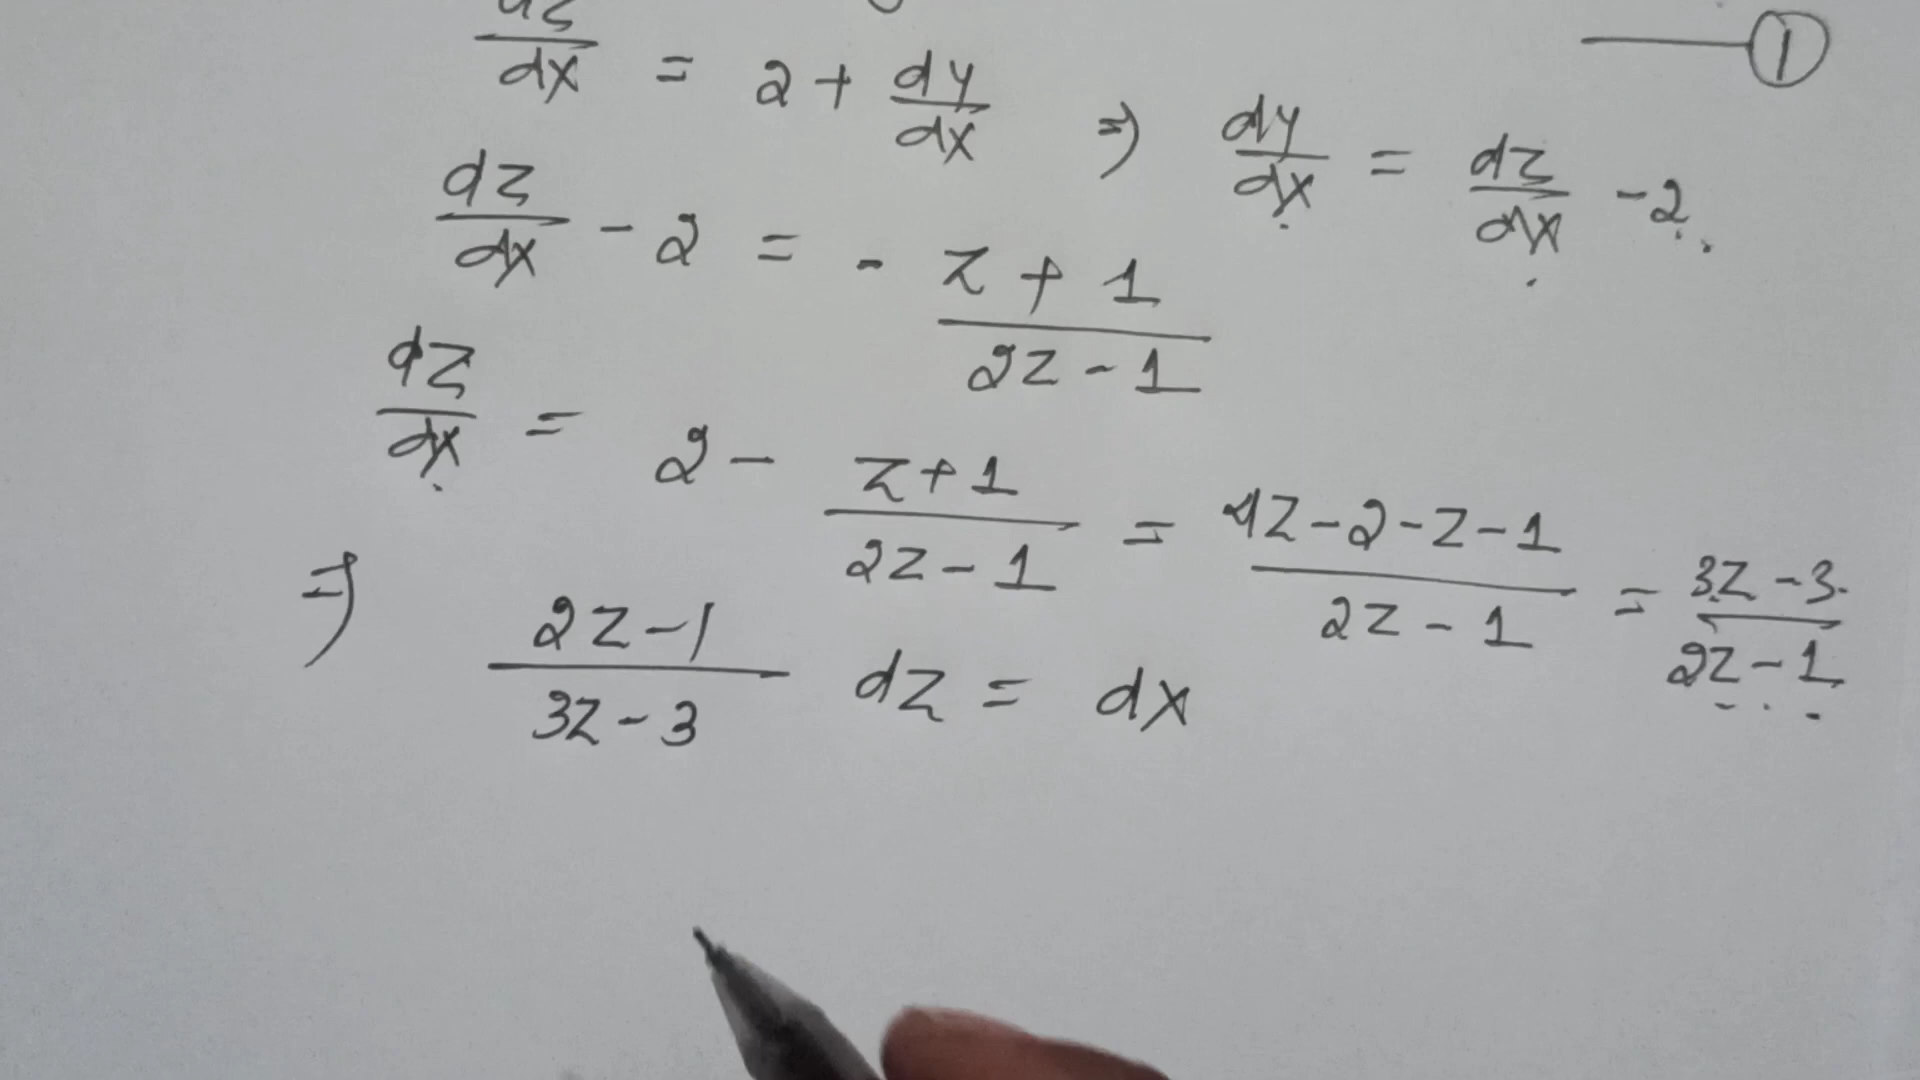 dz/dx = 2 + dy/dx ⇒ dy/dx = dz/dx - 2 —①
dz/dx - 2 = - z + 1 / 2z - 1
dz/dx = 2 - z+1 / 2z - 1 = 4z - 2 - z - 1 / 2z - 1 = 3z - 3 / 2z - 1
⇒ 2z - 1 / 3z - 3 dz = dx